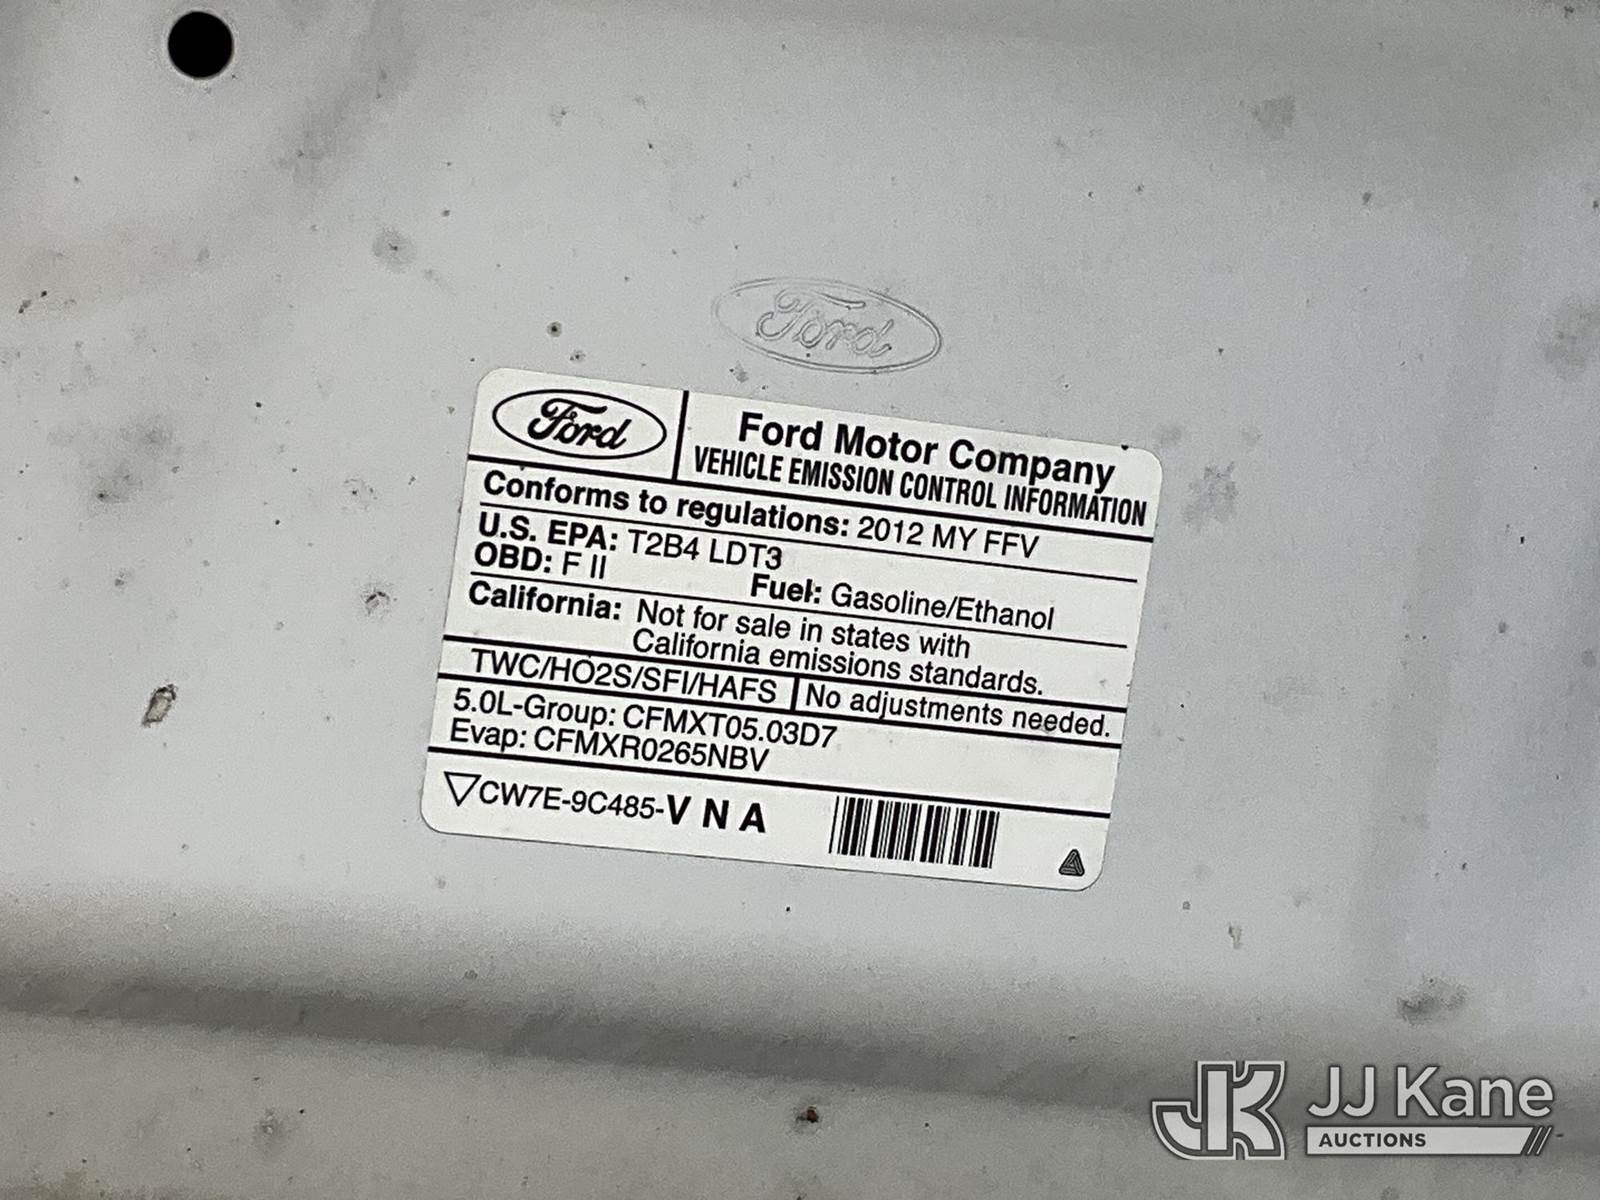 Ford
Ford
Ford Motor Company
VEHICLE EMISSION CONTROL INFORMATION
Conforms to regulations: 2012 MY FFV
U.S. EPA: T2B4 LDT3
OBD: F II
Fuel: Gasoline/Ethanol
California: Not for sale in states with
California emissions standards.
TWC/HO2S/SFI/HAFS
No adjustments needed.
5.0L-Group: CFMXT05.03D7
Evap: CFMXR0265NBV
CW7E-9C485-V N A
JK JJ Kane
AUCTIONS